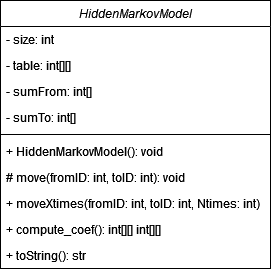 HiddenMarkovModel
- size: int
- table: int[][]
- sumFrom: int[]
- sumTo: int[]
+ HiddenMarkovModel(): void
# move(fromID: int, toID: int): void
+ moveXtimes(fromID: int, toID: int, Ntimes: int)
+ compute_coef(): int[][] int[][]
+ toString(): str